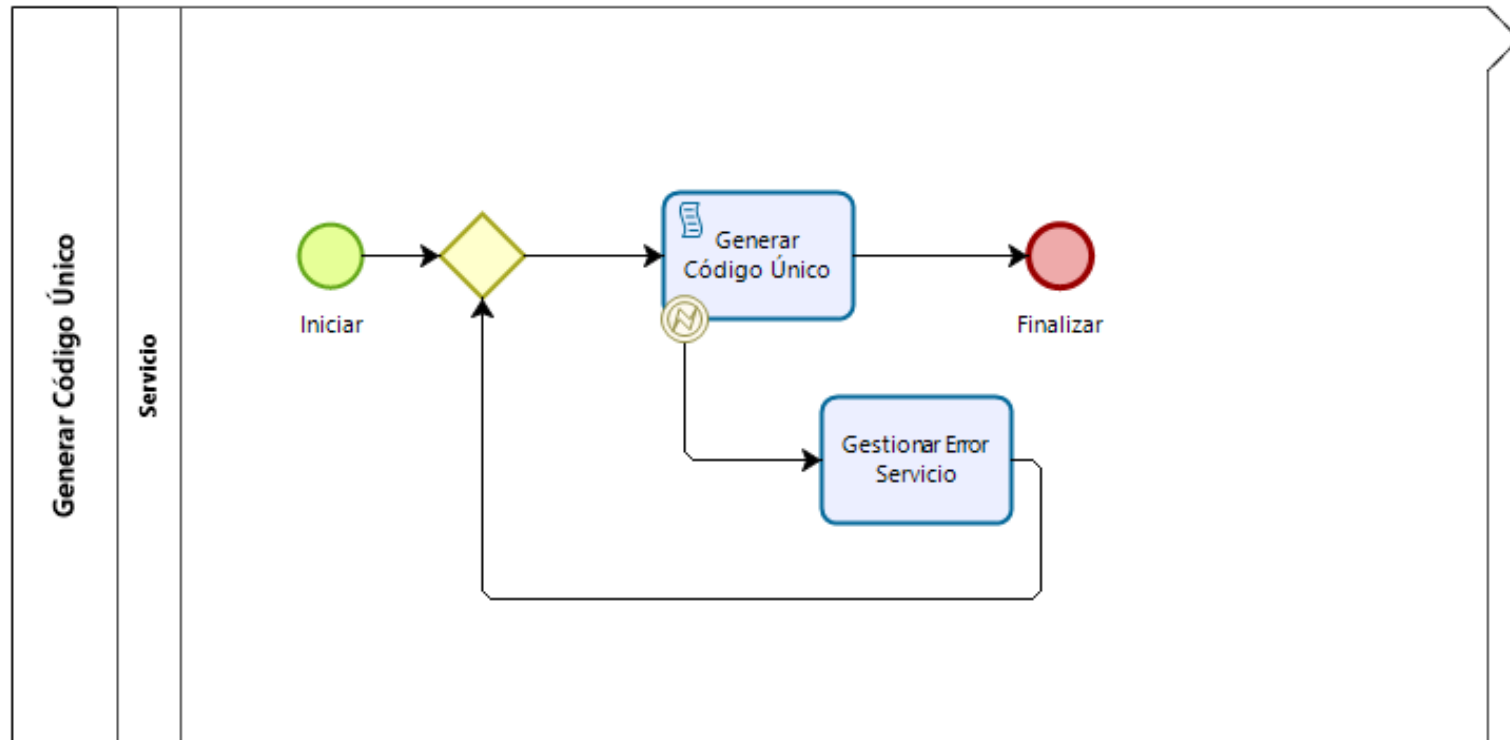 Generar Código Único
Servicio
Iniciar
Generar
Código Único
Finalizar
Gestionar Error
Servicio